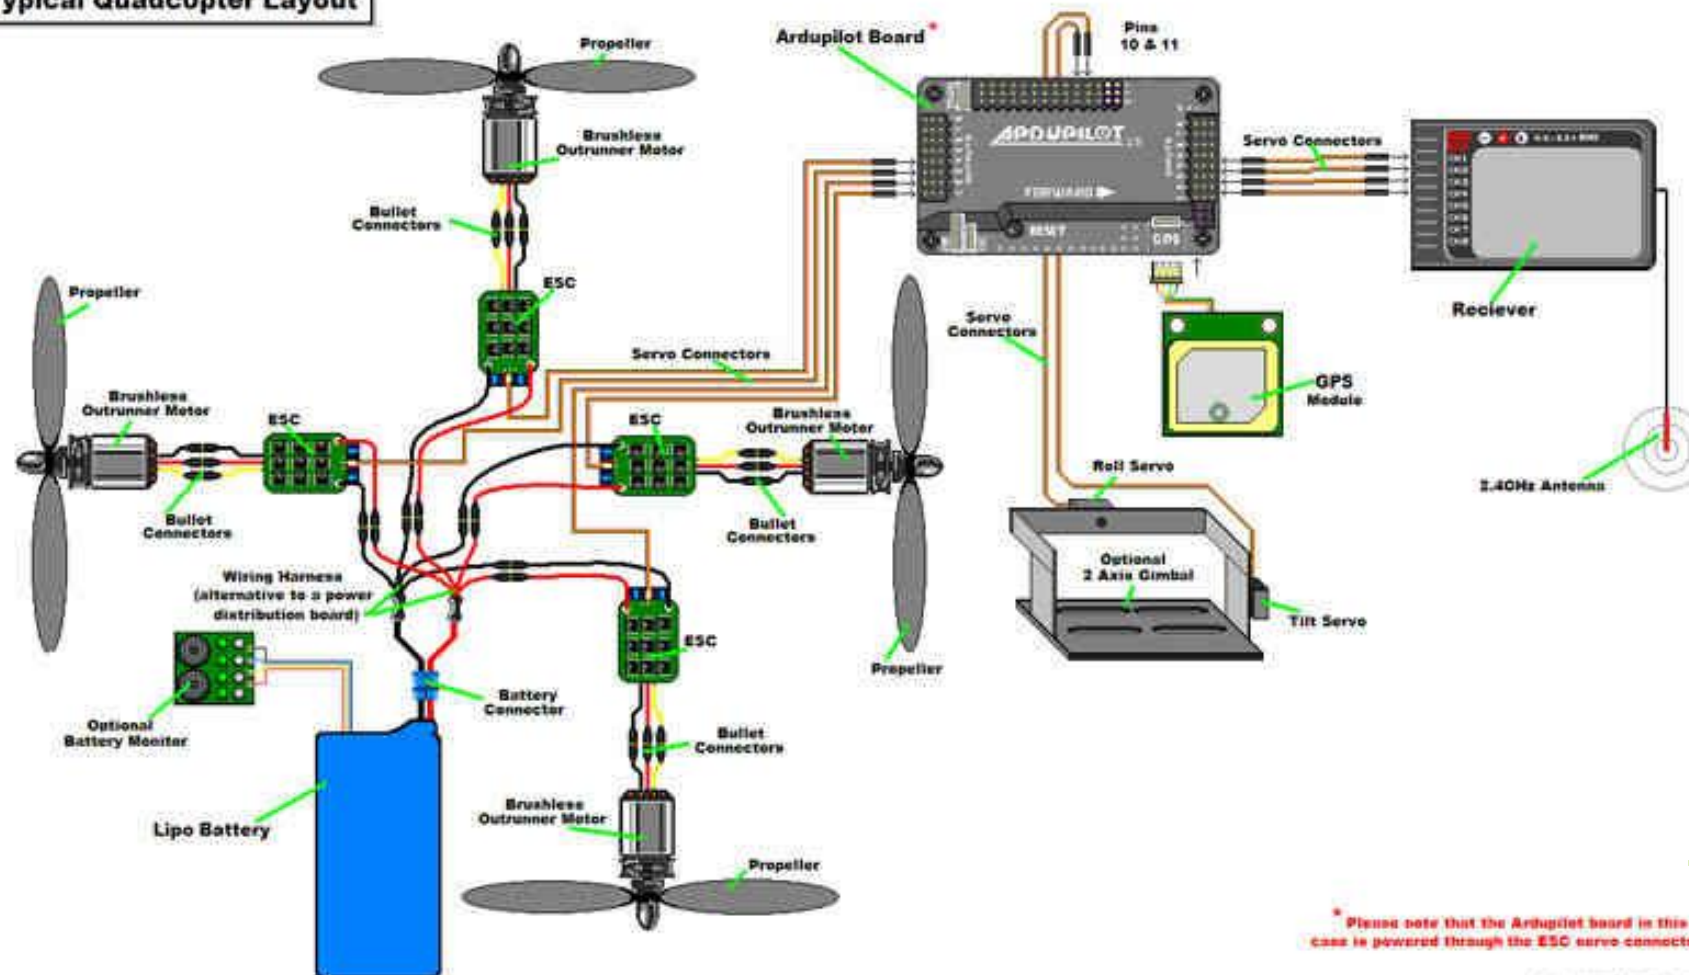 ypical Quadcopter Layout
Propeller
Ardupilot Board *
Pins
10 & 11
Brushless
Outrunner Motor
ARDUPILOT
FORWARD
RESET
GPS
Servo Connectors
Bullet
Connectors
Reciever
ESC
Propeller
Servo
Connectors
Servo Connectors
GPS
Module
Brushless
Outrunner Motor
ESC
ESC
Brushless
Outrunner Motor
Roll Servo
2.4GHz Antenna
Bullet
Connectors
Bullet
Connectors
Wiring Harness
(alternative to a power
distribution board)
Optional
2 Axis Gimbal
Tilt Servo
ESC
Propeller
Battery
Connector
Optional
Battery Monitor
Bullet
Connectors
Lipo Battery
Brushless
Outrunner Motor
Propeller
* Please note that the Ardupilot board in this
case is powered through the ESC servo connecto